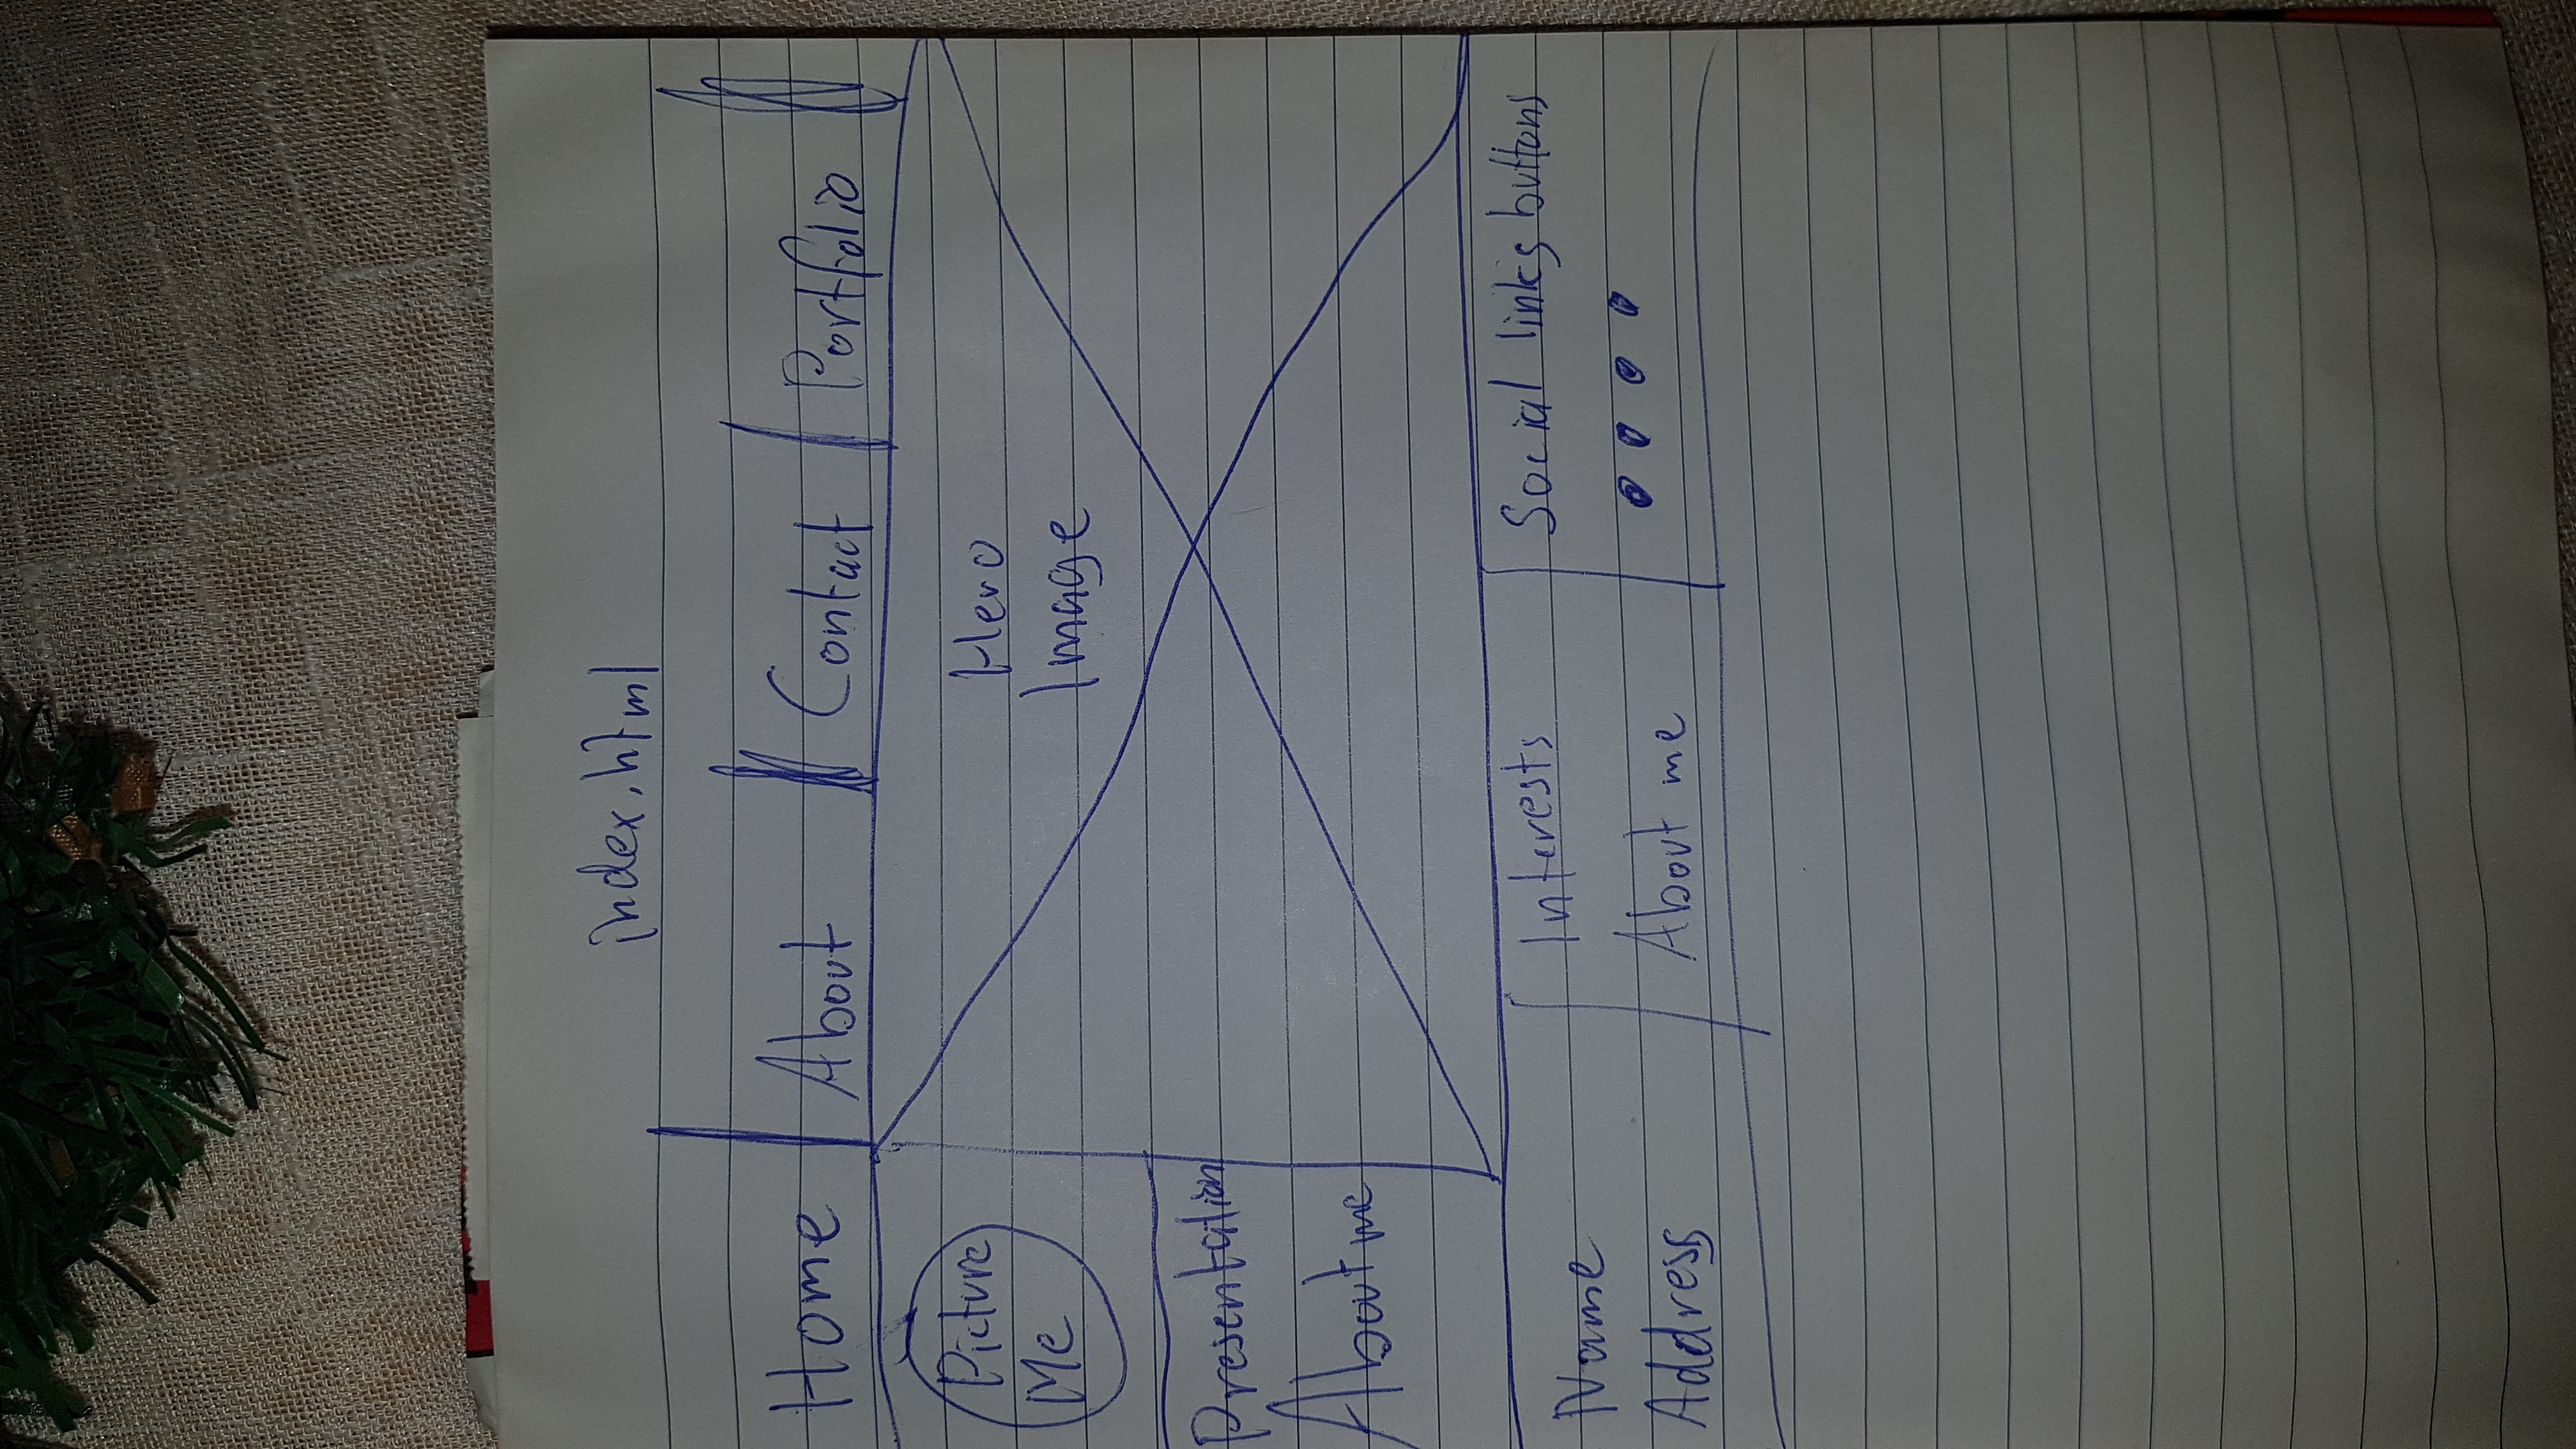 index.html
Home About Contact Portfolio
Picture
Me
Hero
Image
Presentation
About me
Name
Address
Interests
About me
Social links buttons